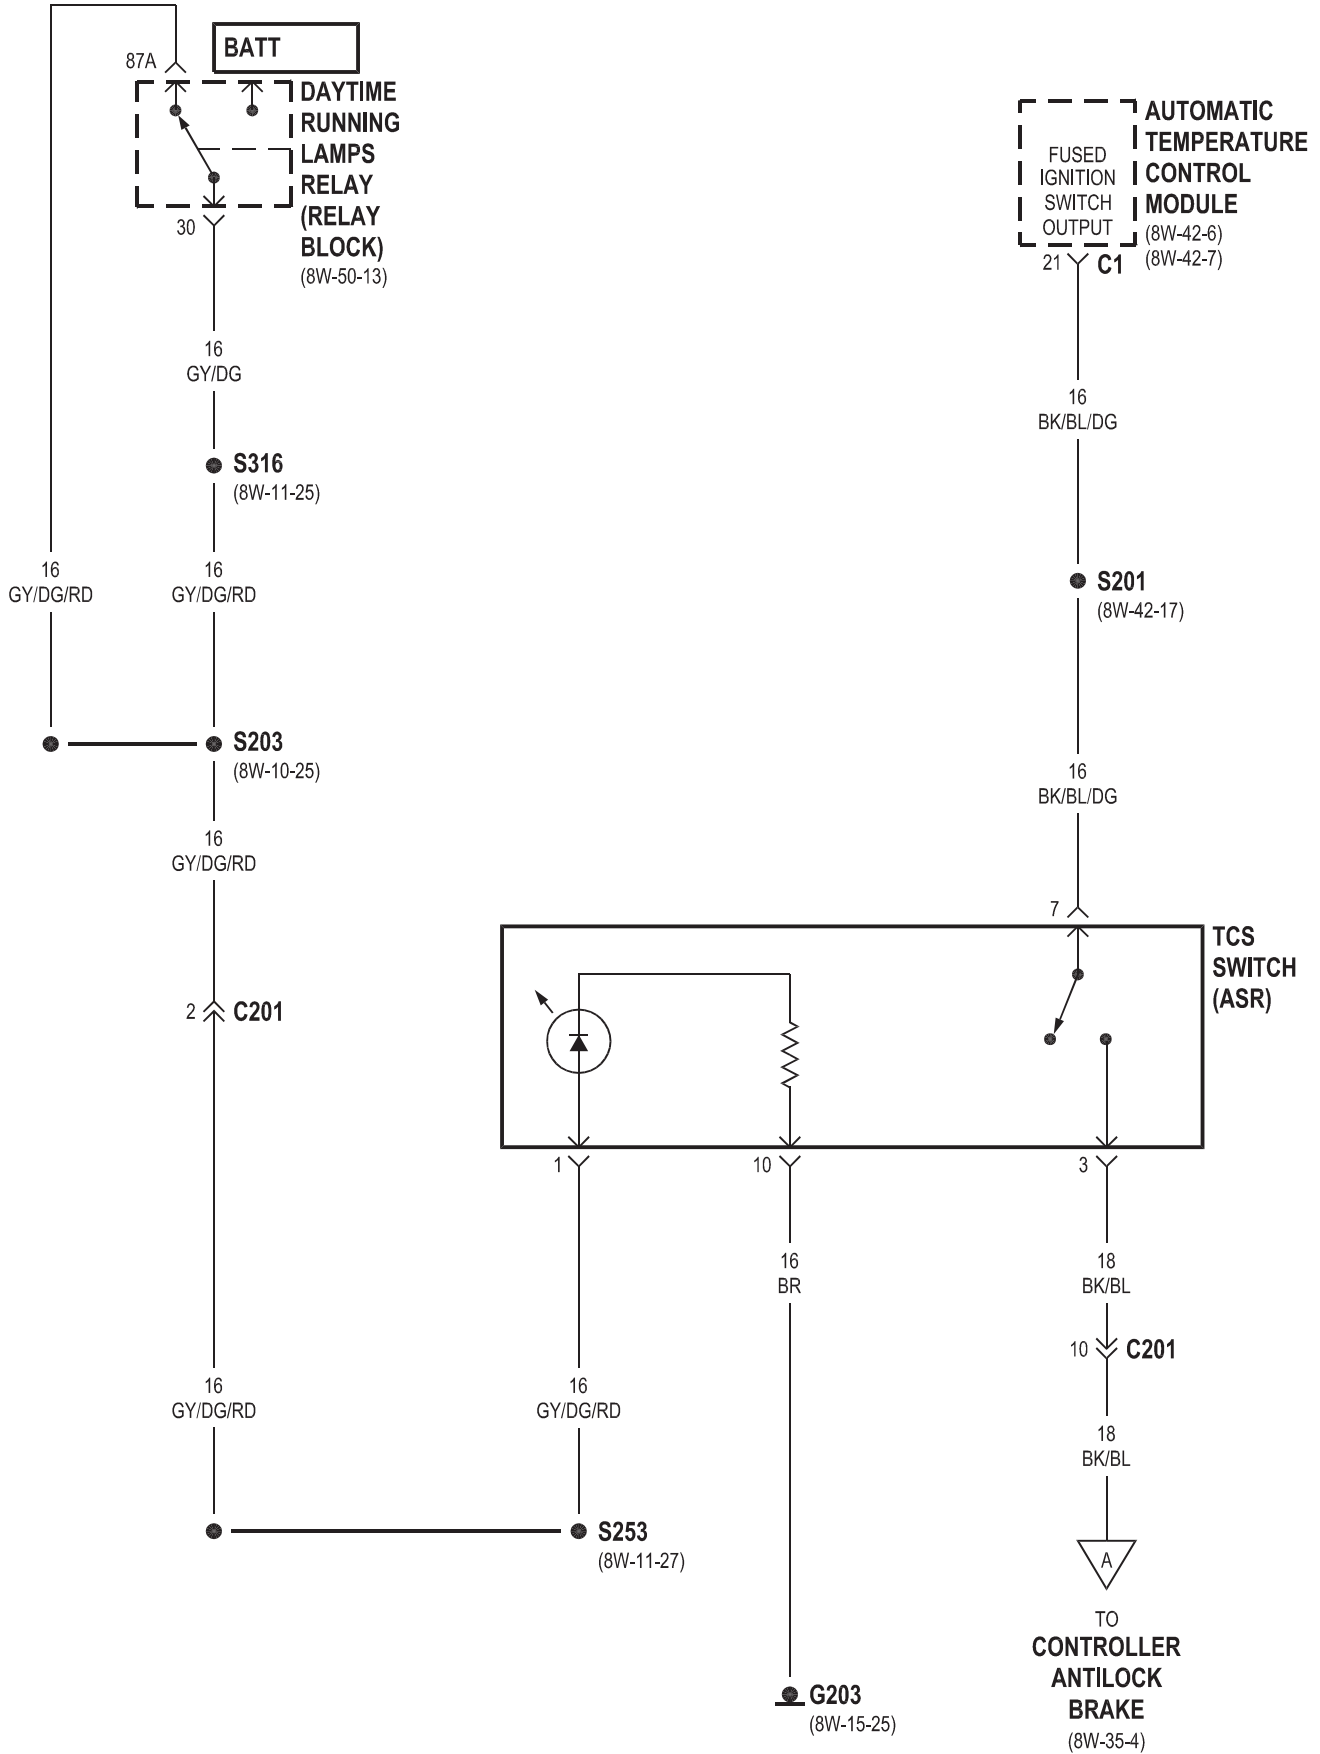 BATT
87A
DAYTIME
RUNNING
LAMPS
RELAY
(RELAY
BLOCK)
(8W-50-13)
30
16
GY/DG
S316
(8W-11-25)
16
GY/DG/RD
16
GY/DG/RD
S203
(8W-10-25)
16
GY/DG/RD
2
C201
16
GY/DG/RD
FUSED
IGNITION
SWITCH
OUTPUT
AUTOMATIC
TEMPERATURE
CONTROL
MODULE
(8W-42-6)
(8W-42-7)
21
C1
16
BK/BL/DG
S201
(8W-42-17)
16
BK/BL/DG
7
TCS
SWITCH
(ASR)
1
10
3
16
GY/DG/RD
S253
(8W-11-27)
16
BR
G203
(8W-15-25)
18
BK/BL
10
C201
18
BK/BL
A
TO
CONTROLLER
ANTILOCK
BRAKE
(8W-35-4)